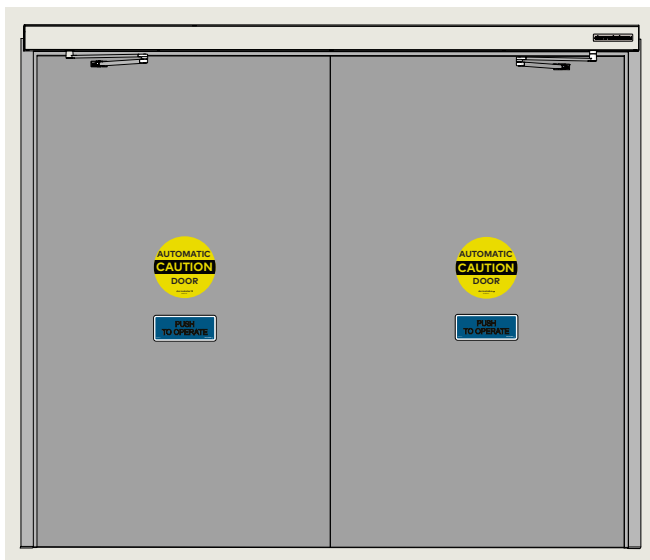 AUTOMATIC
CAUTION
DOOR
PUSH
TO OPERATE
AUTOMATIC
CAUTION
DOOR
PUSH
TO OPERATE